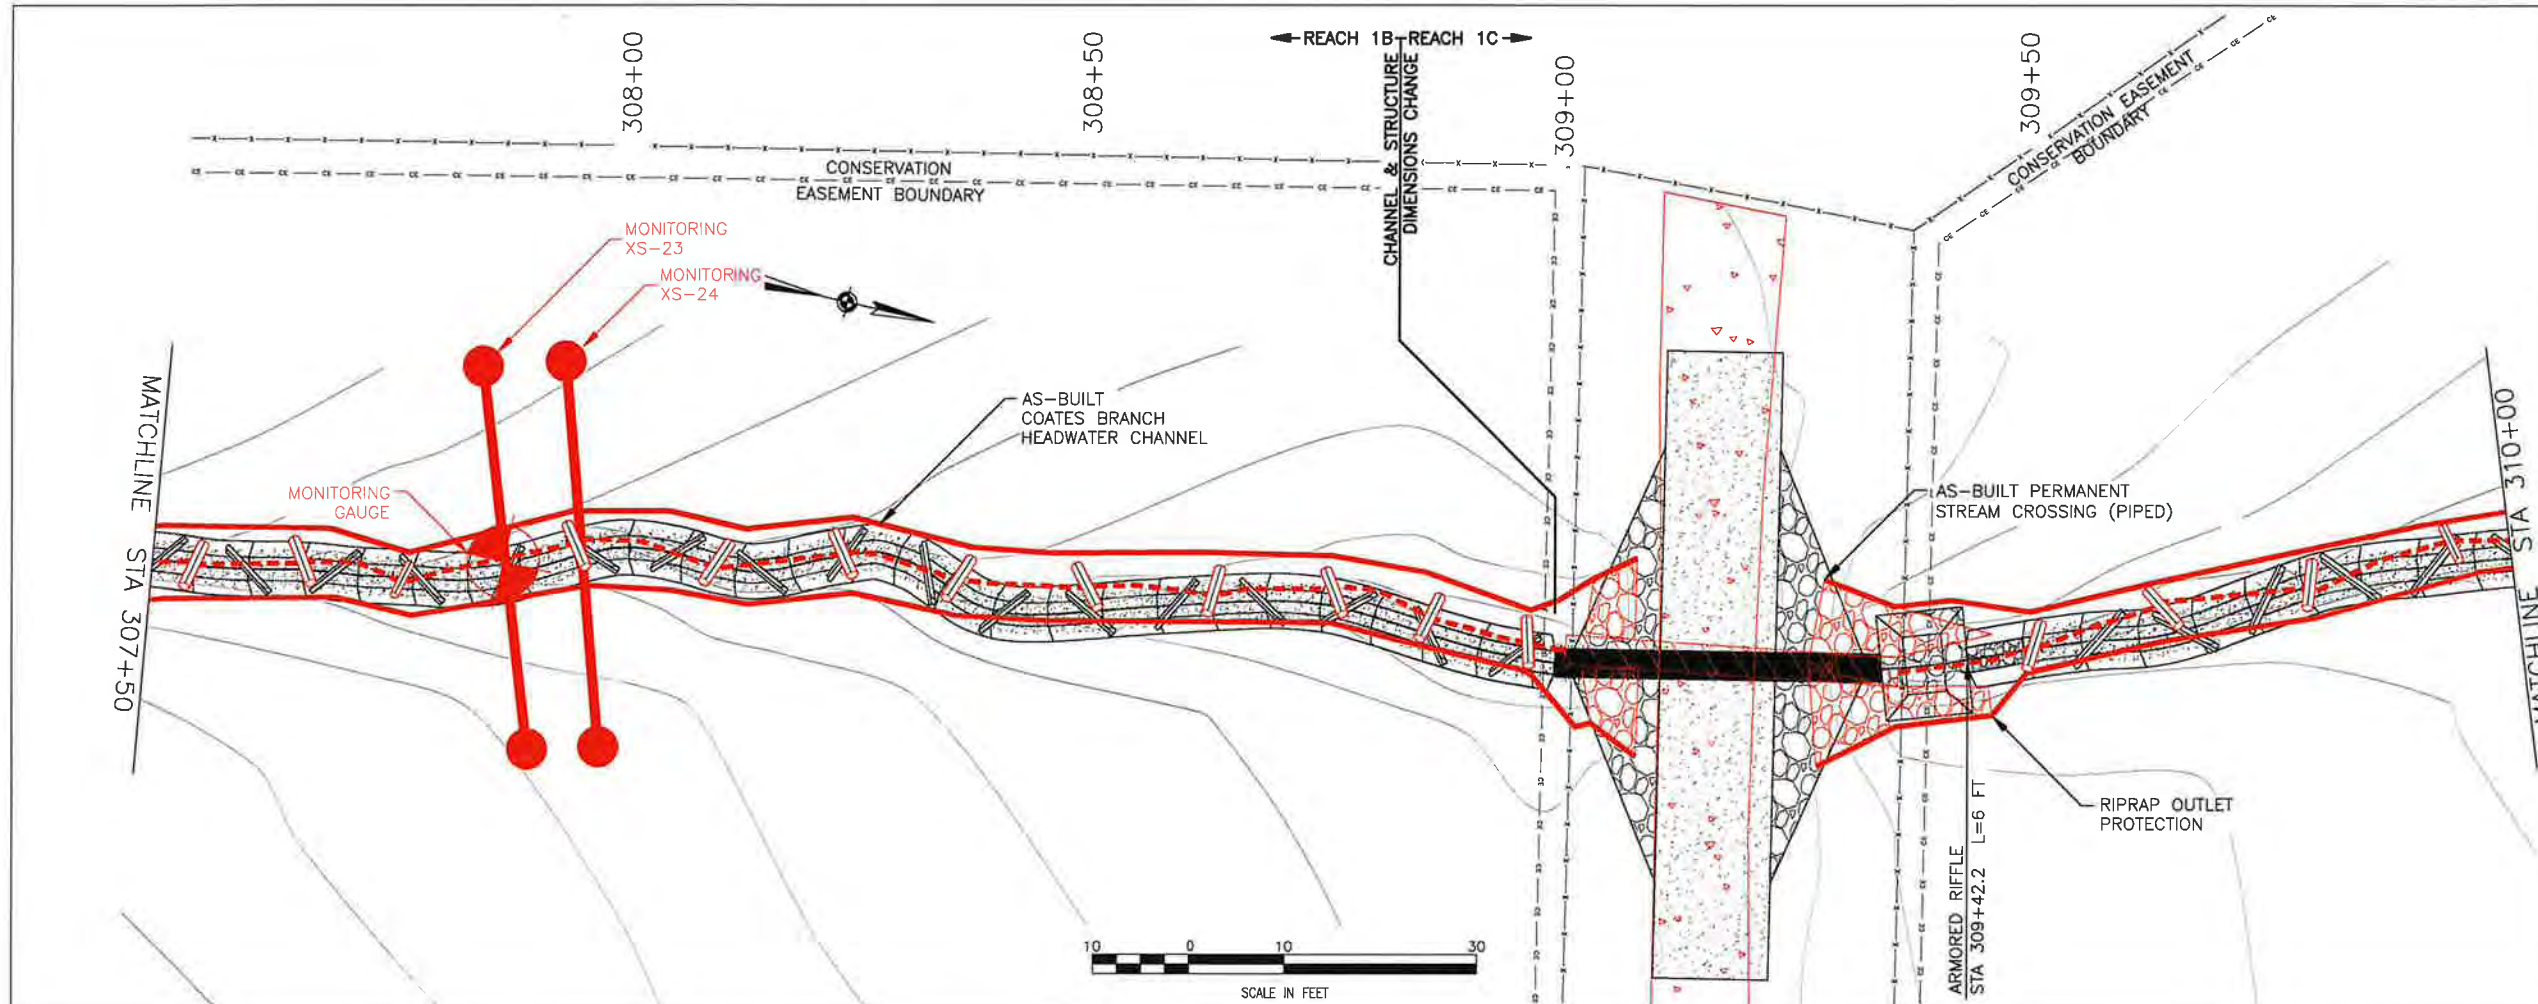 REACH 1B REACH 1C
308+00
308+50
309+00
309+50
CHANNEL & STRUCTURE
DIMENSIONS CHANGE
CONSERVATION
EASEMENT BOUNDARY
CONSERVATION EASEMENT
BOUNDARY
MONITORING
XS-23
MONITORING
XS-24
MONITORING
GAUGE
AS-BUILT
COATES BRANCH
HEADWATER CHANNEL
AS-BUILT PERMANENT
STREAM CROSSING (PIPED)
MATCHLINE STA 307+50
MATCHLINE STA 310+00
RIPRAP OUTLET
PROTECTION
ARMORED RIFFLE
STA 309+42.2 L=6 FT
10 0 10 30
SCALE IN FEET